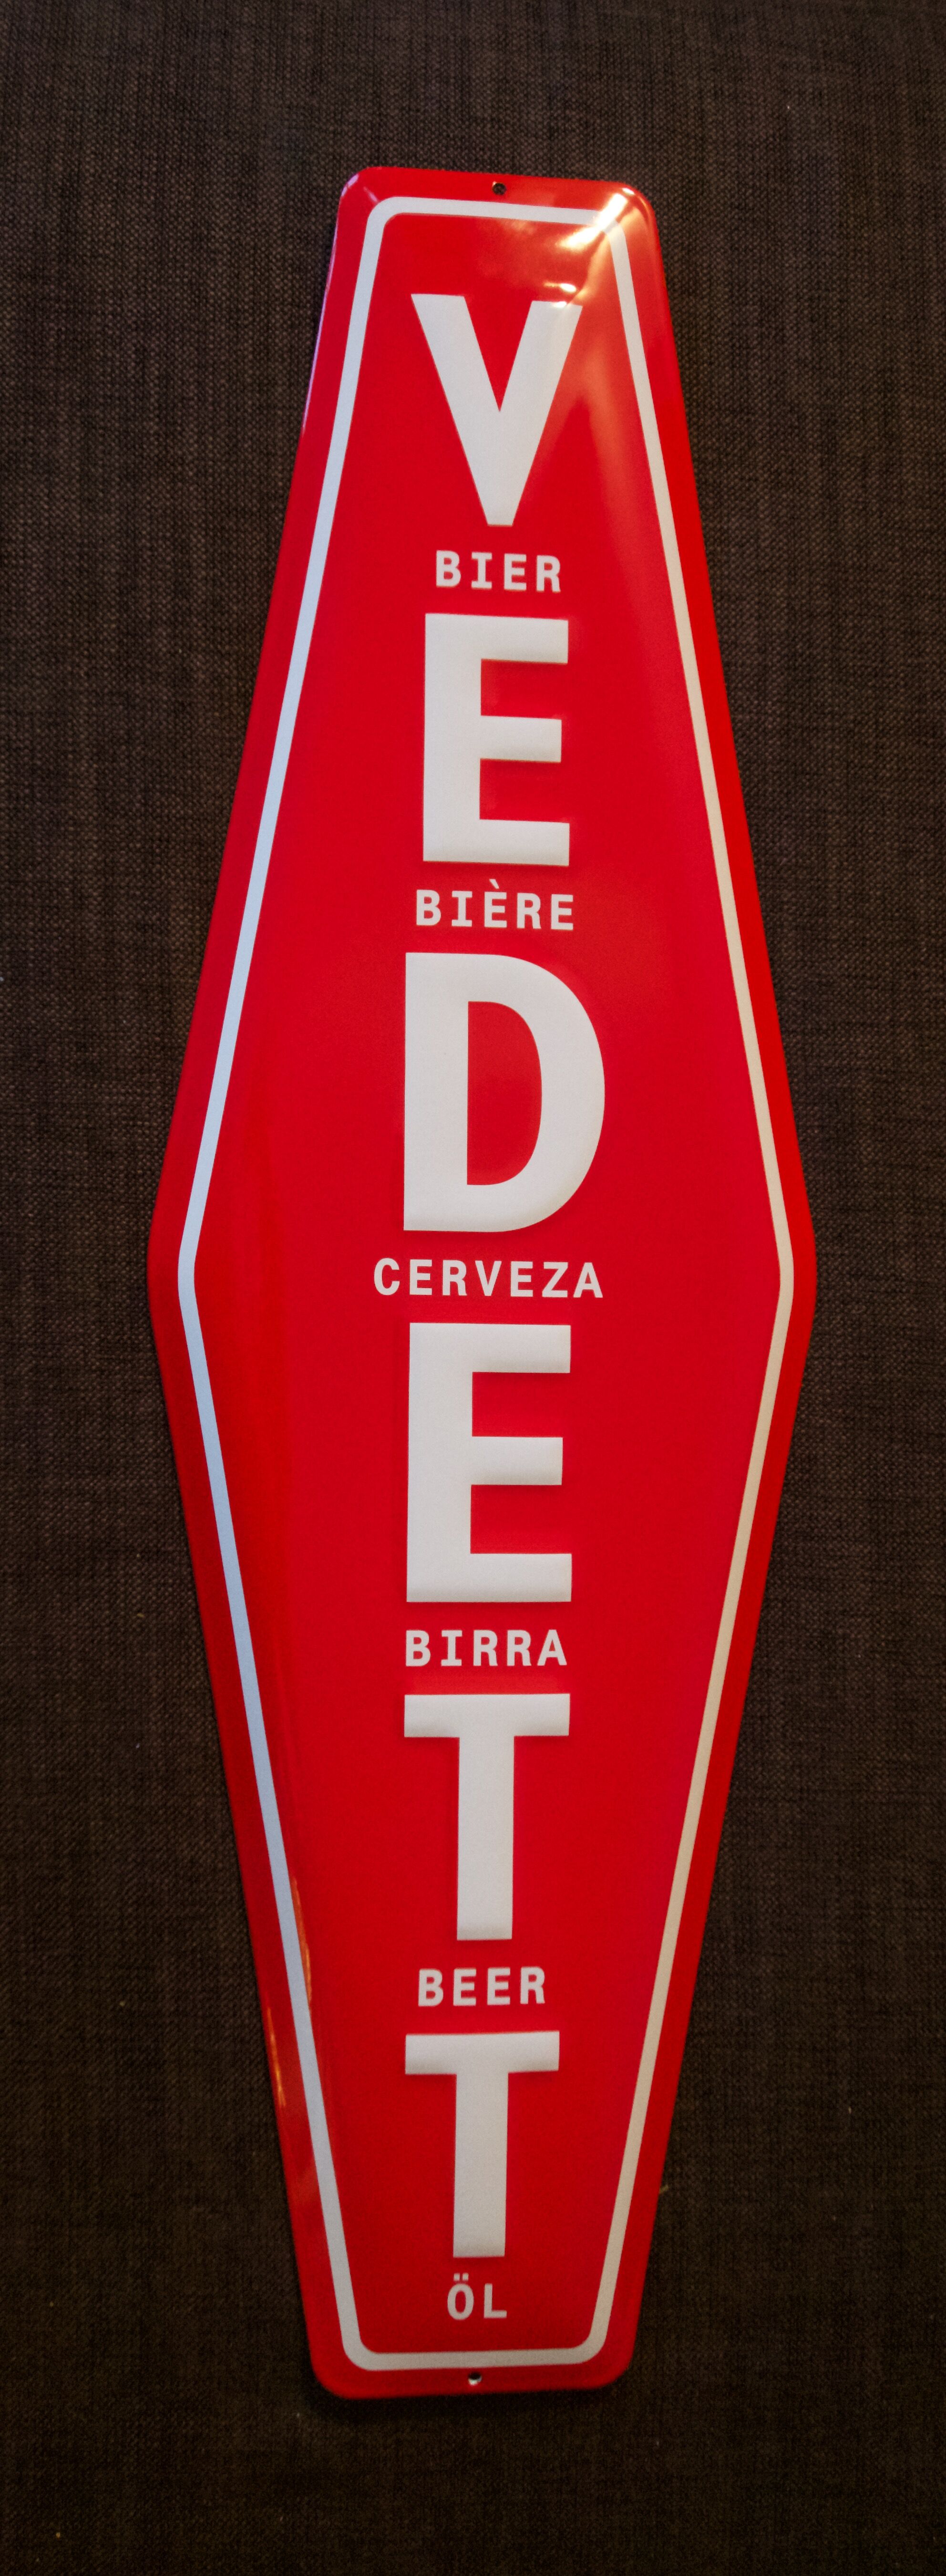 V
BIER
E
BIÈRE
D
CERVEZA
E
BIRRA
T
BEER
T
ÖL